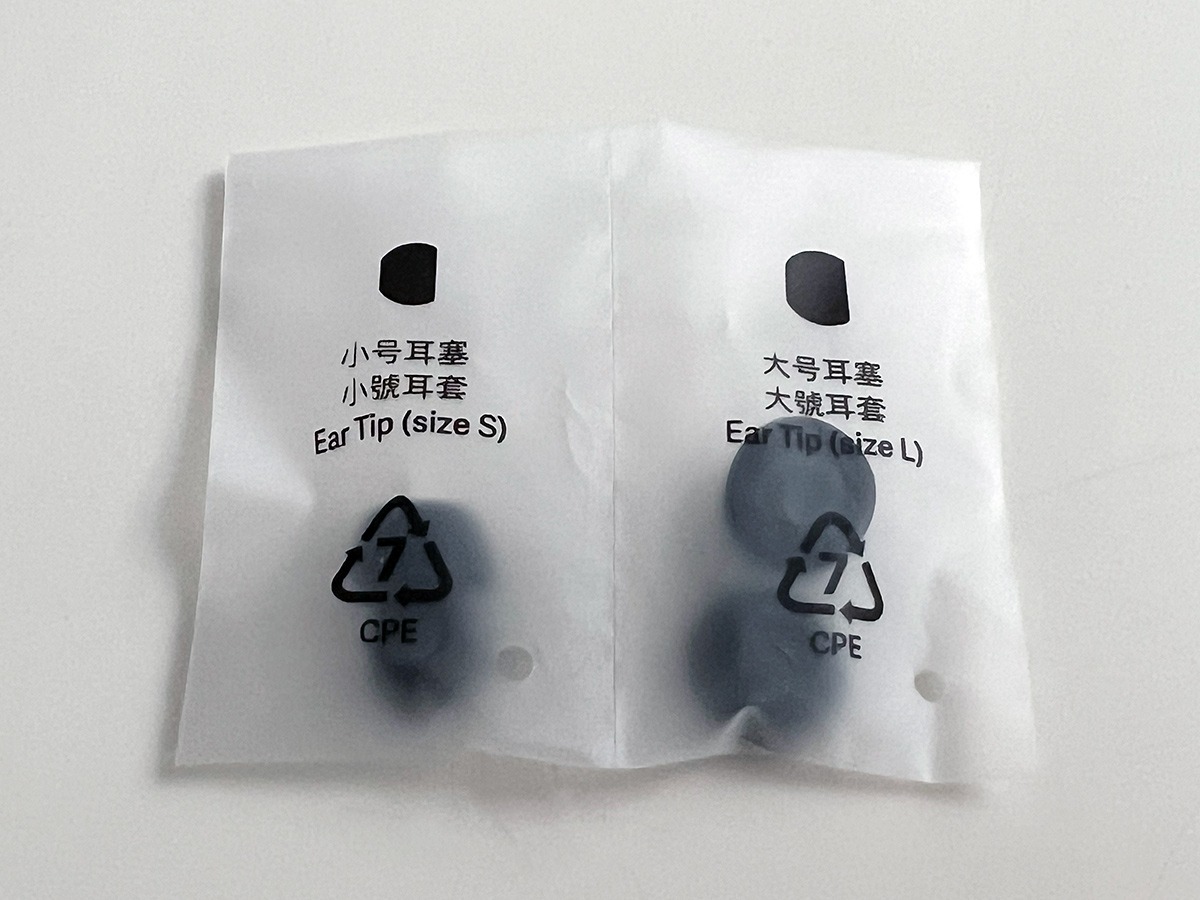 小号耳塞
小號耳套
Ear Tip (size S)
7
CPE
大号耳塞
大號耳套
Ear Tip (size L)
7
CPE